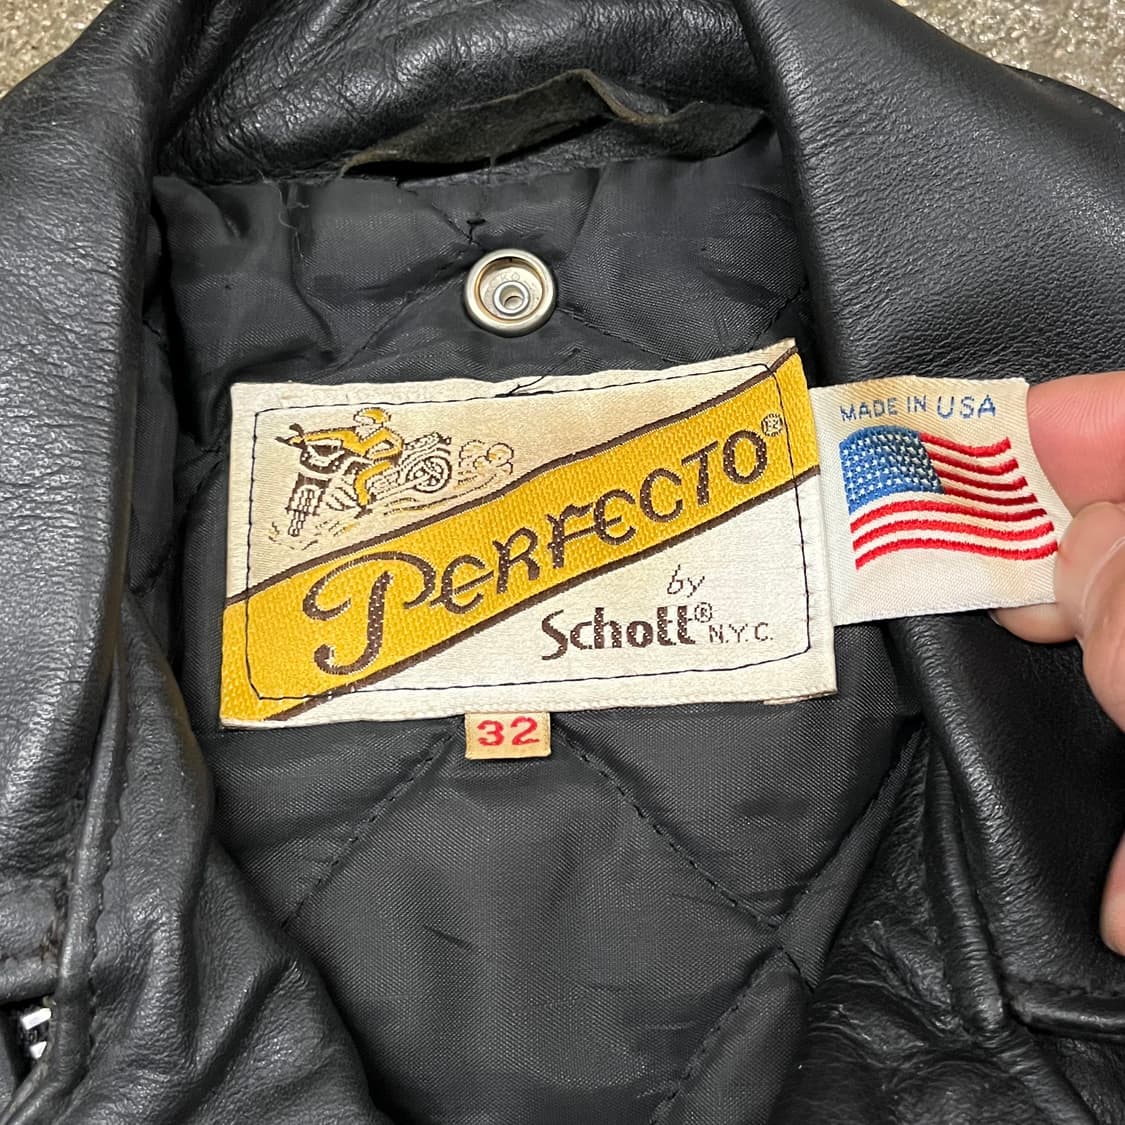 PERFECTO®
by
Schott® N.Y.C.
MADE IN USA
32